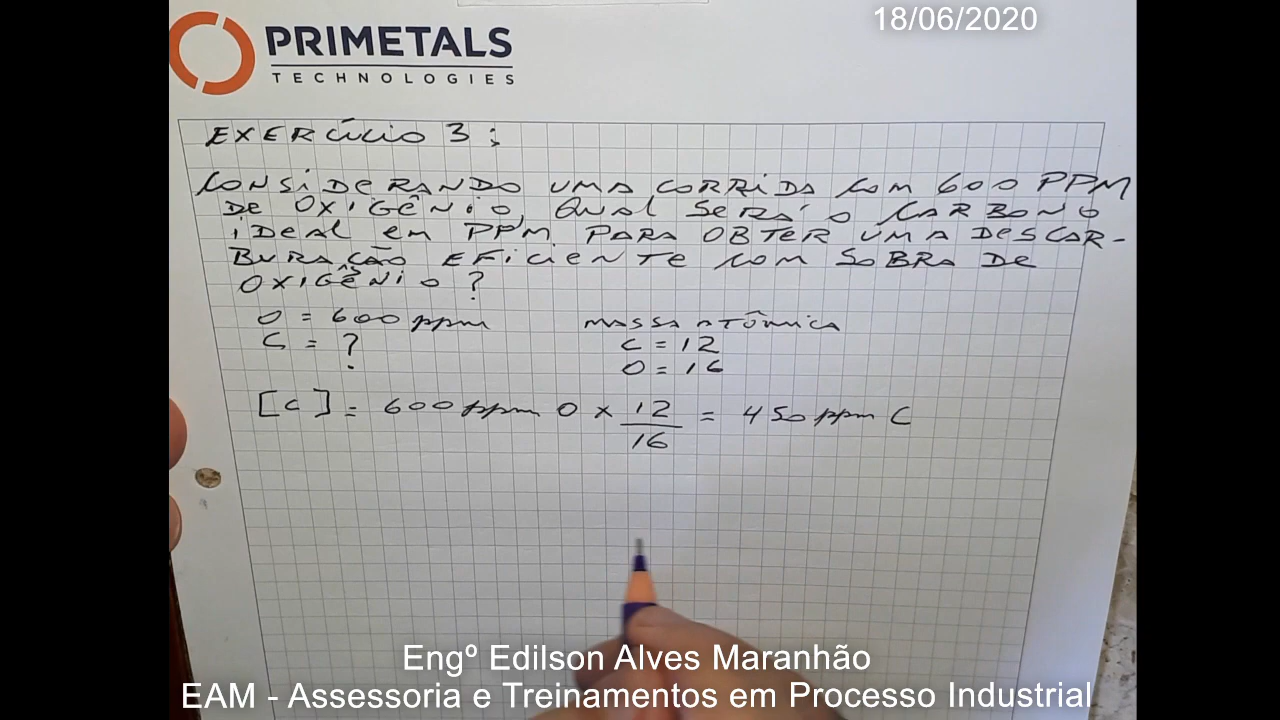 18/06/2020
PRIMETALS
TECHNOLOGIES
EXERCÍCIO 3:
CONSIDERANDO UMA CORRIDA COM 600 PPM
DE OXIGÊNIO, QUAL SERÁ O CARBONO
IDEAL EM PPM PARA OBTER UMA DESCAR-
BURAÇÃO EFICIENTE COM SOBRA DE
OXIGÊNIO?
O = 600 ppm MASSA ATÔMICA
C = ? C = 12
O = 16
[C] = 600 ppm O x 12/16 = 450 ppm C
Engº Edilson Alves Maranhão
EAM - Assessoria e Treinamentos em Processo Industrial